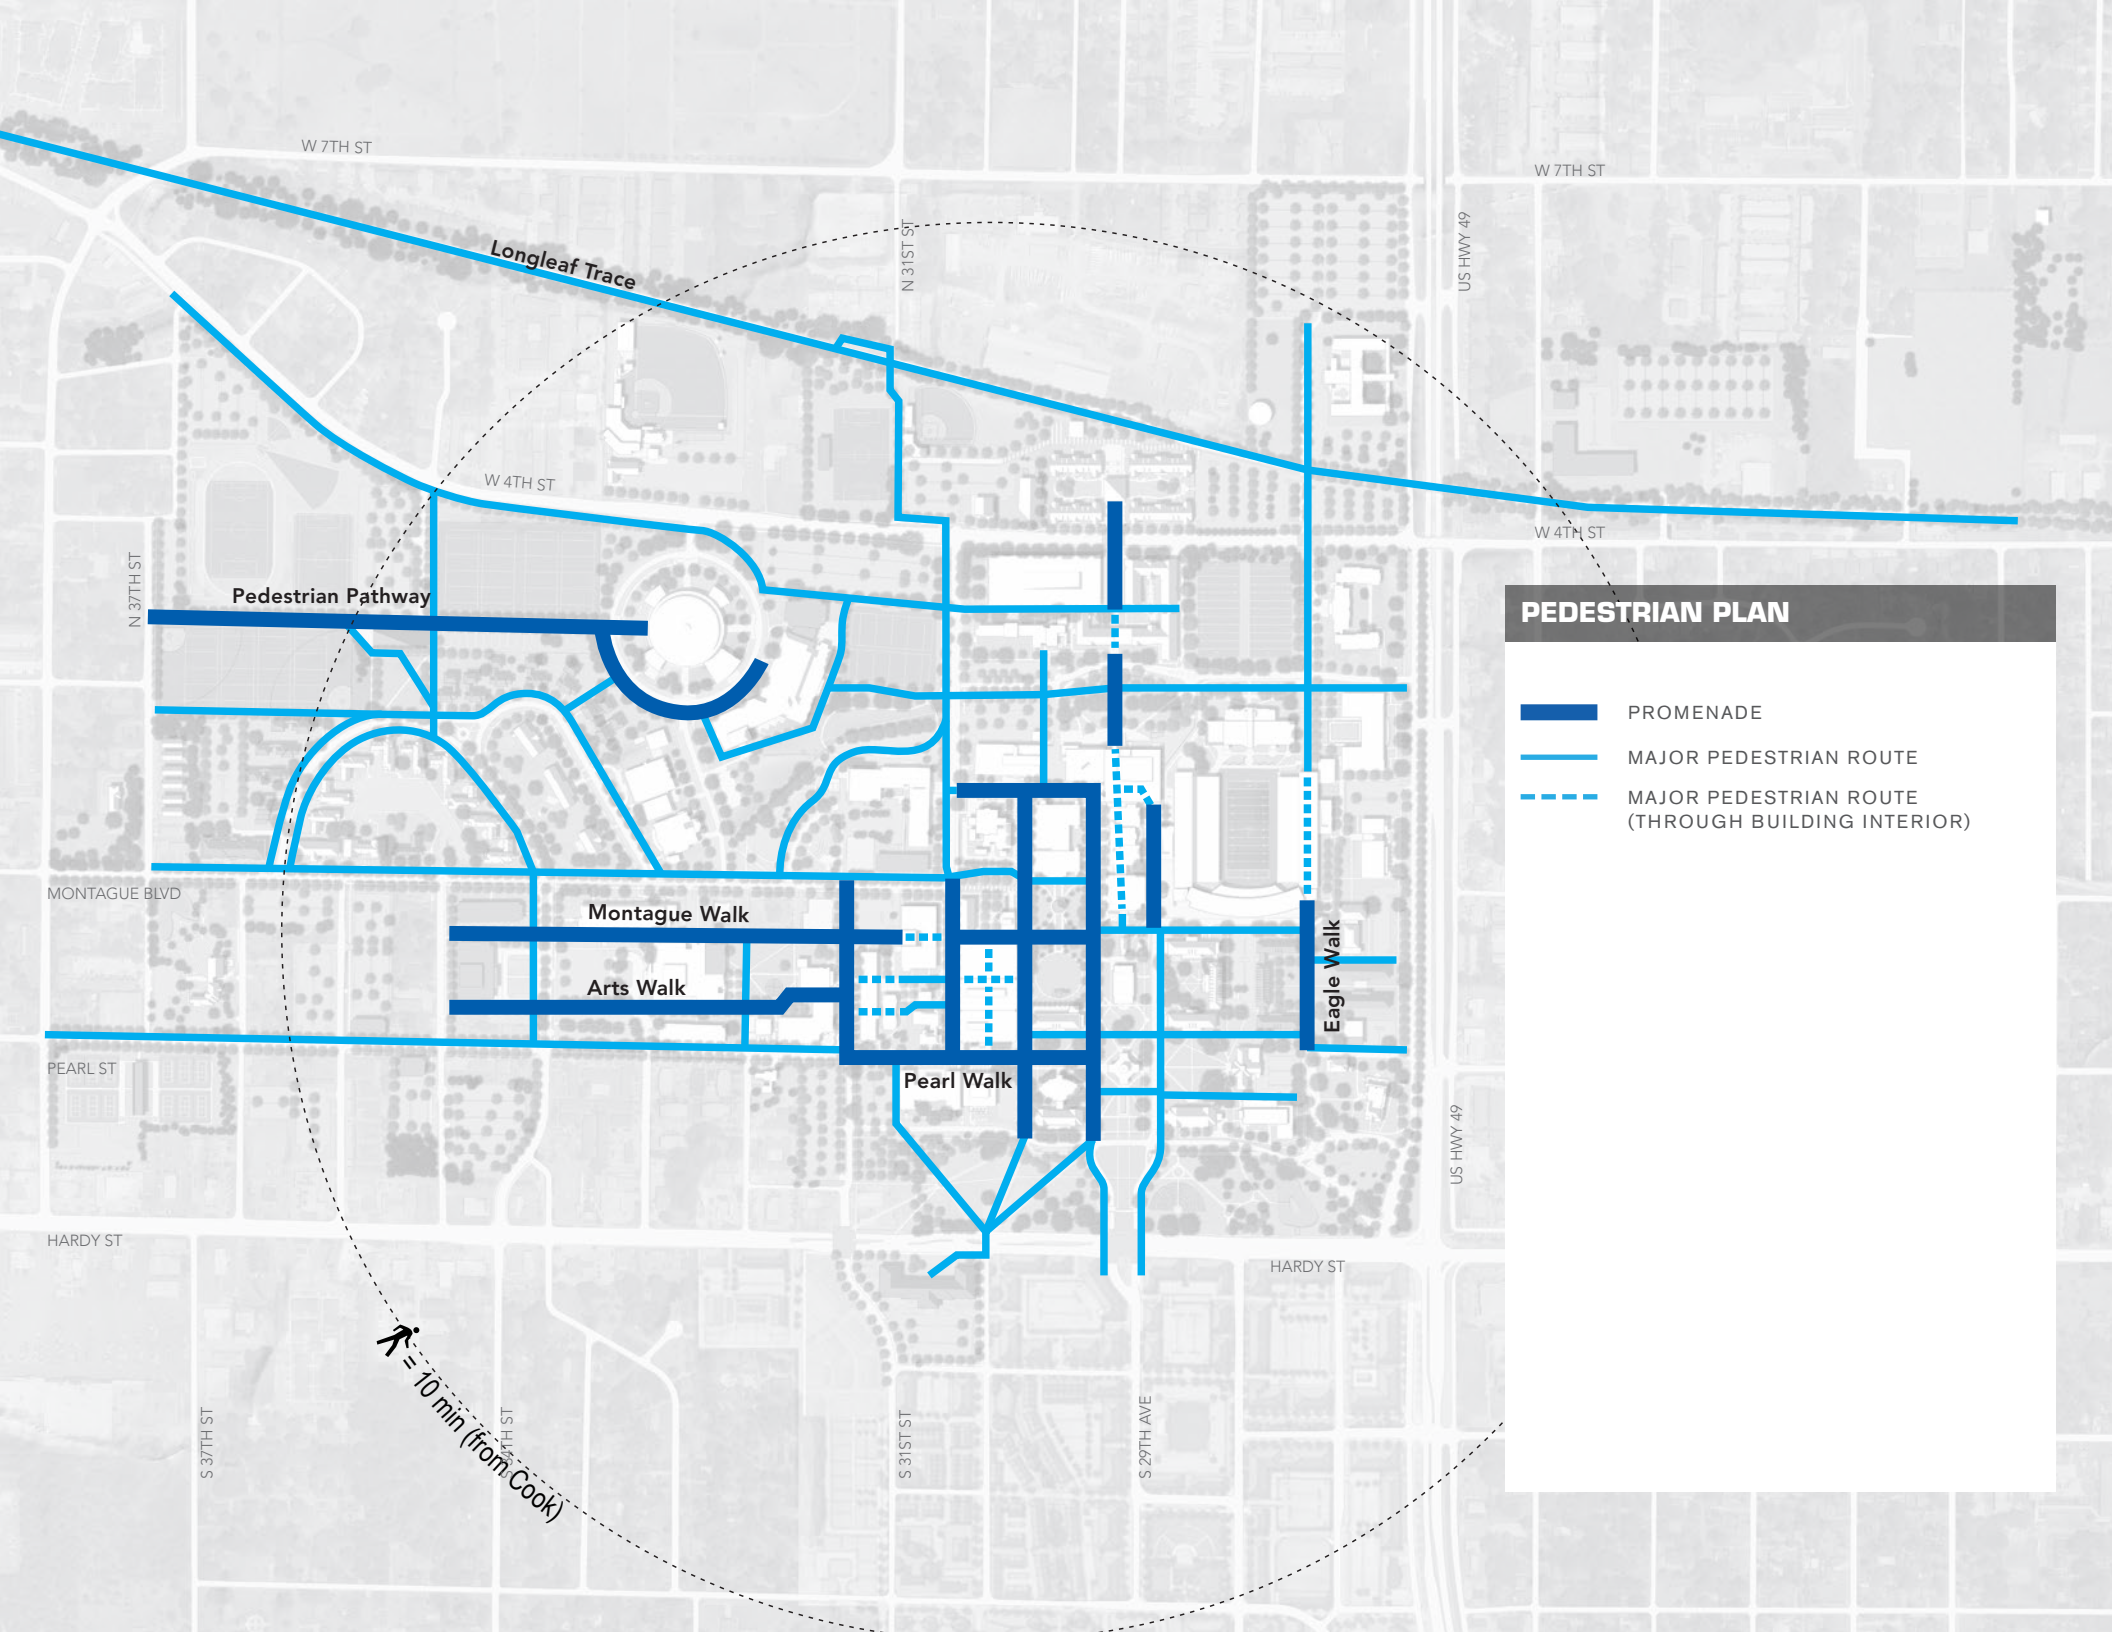 W 7TH ST
W 7TH ST
N 31ST ST
US HWY 49
Longleaf Trace
W 4TH ST
W 4TH ST
N 37TH ST
Pedestrian Pathway
PEDESTRIAN PLAN
PROMENADE
MAJOR PEDESTRIAN ROUTE
MAJOR PEDESTRIAN ROUTE
(THROUGH BUILDING INTERIOR)
MONTAGUE BLVD
Montague Walk
Arts Walk
Eagle Walk
PEARL ST
Pearl Walk
US HWY 49
HARDY ST
HARDY ST
= 10 min (from Cook)
S 37TH ST
S 34TH ST
S 31ST ST
S 29TH AVE